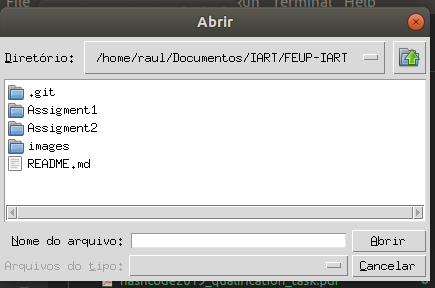 File Run Terminal Help
Abrir
Diretório: /home/raul/Documentos/IART/FEUP-IART
.git
Assigment1
Assigment2
images
README.md
Nome do arquivo: Abrir
Arquivos do tipo: Cancelar
hashcode2019_qualification_task.pdf